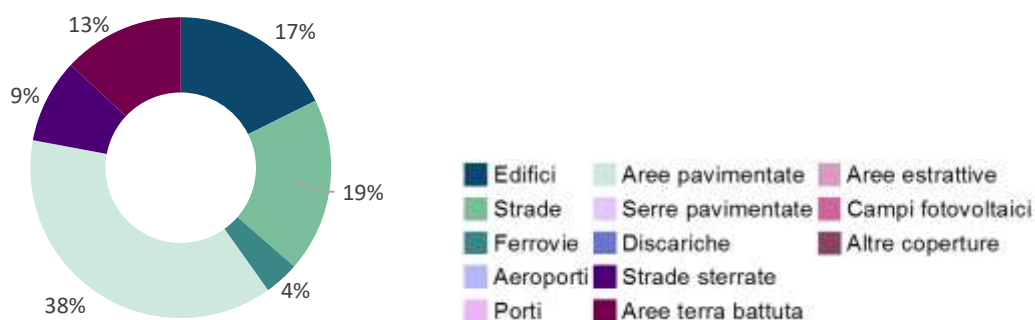 13%
17%
9%
19%
38%
4%
Edifici
Strade
Ferrovie
Aeroporti
Porti
Aree pavimentate
Serre pavimentate
Discariche
Strade sterrate
Aree terra battuta
Aree estrattive
Campi fotovoltaici
Altre coperture